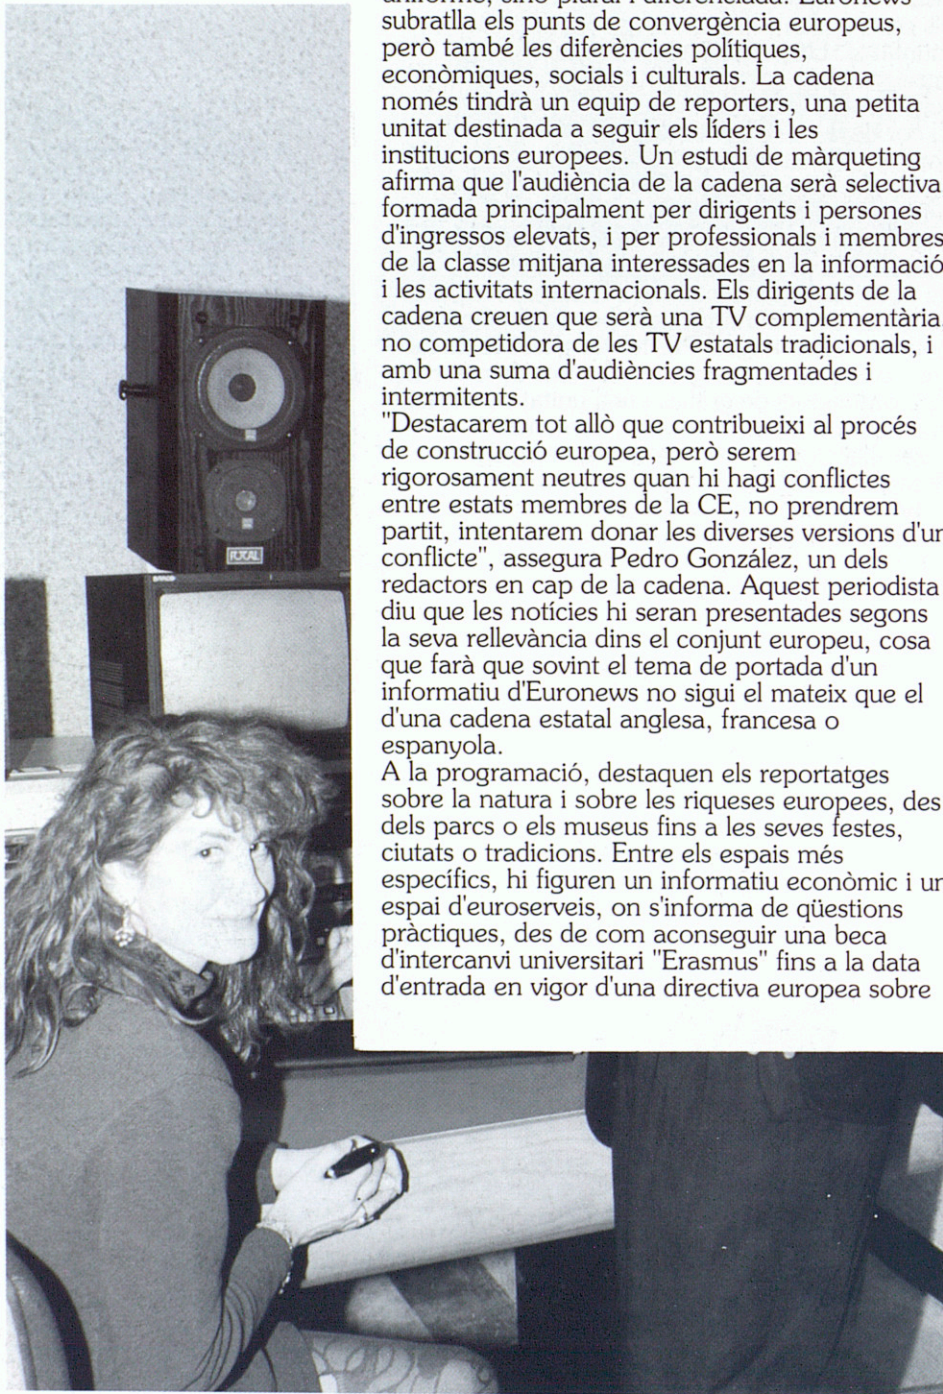 uniforme, sinó plural i diferenciada. Euronews
subratlla els punts de convergència europeus,
però també les diferències polítiques,
econòmiques, socials i culturals. La cadena
només tindrà un equip de reporters, una petita
unitat destinada a seguir els líders i les
institucions europees. Un estudi de màrqueting
afirma que l'audiència de la cadena serà selectiva
formada principalment per dirigents i persones
d'ingressos elevats, i per professionals i membres
de la classe mitjana interessades en la informació
i les activitats internacionals. Els dirigents de la
cadena creuen que serà una TV complementària
no competidora de les TV estatals tradicionals, i
amb una suma d'audiències fragmentades i
intermitents.
"Destacarem tot allò que contribueixi al procés
de construcció europea, però serem
rigorosament neutres quan hi hagi conflictes
entre estats membres de la CE, no prendrem
partit, intentarem donar les diverses versions d'un
conflicte", assegura Pedro González, un dels
redactors en cap de la cadena. Aquest periodista
diu que les notícies hi seran presentades segons
la seva rellevància dins el conjunt europeu, cosa
que farà que sovint el tema de portada d'un
informatiu d'Euronews no sigui el mateix que el
d'una cadena estatal anglesa, francesa o
espanyola.
A la programació, destaquen els reportatges
sobre la natura i sobre les riqueses europees, des
dels parcs o els museus fins a les seves festes,
ciutats o tradicions. Entre els espais més
específics, hi figuren un informatiu econòmic i un
espai d'euroserveis, on s'informa de qüestions
pràctiques, des de com aconseguir una beca
d'intercanvi universitari "Erasmus" fins a la data
d'entrada en vigor d'una directiva europea sobre